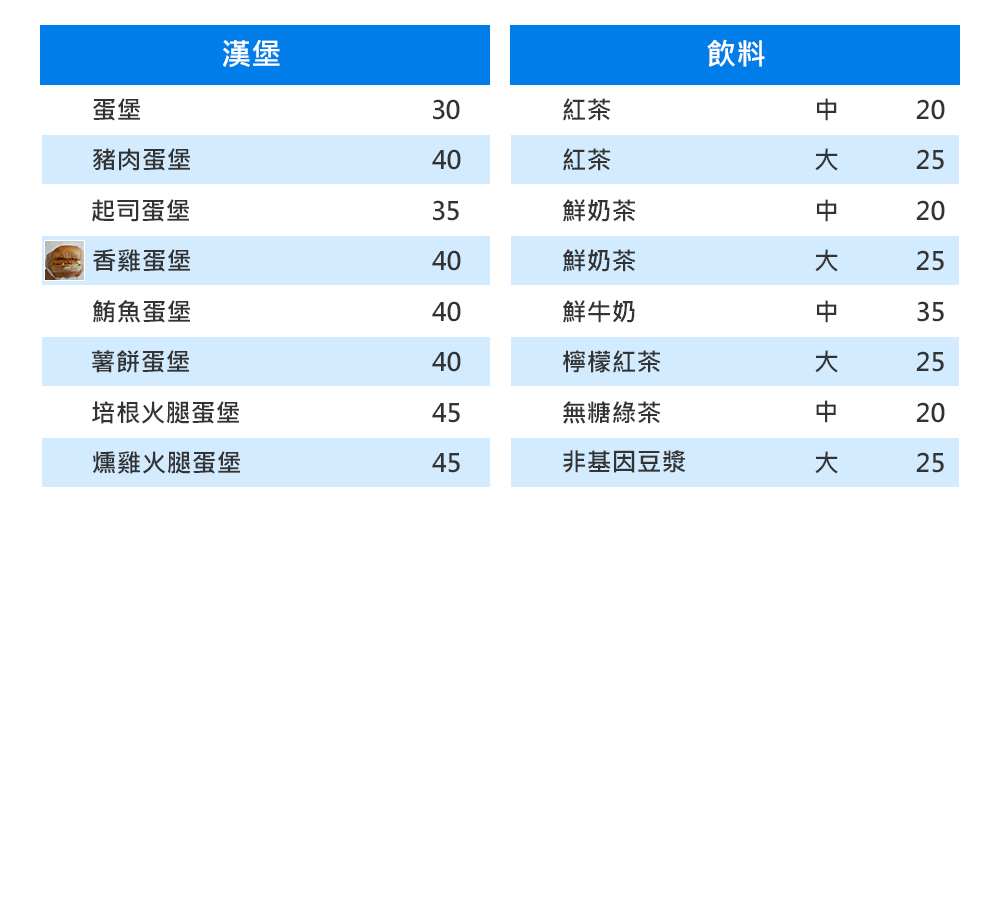 漢堡
蛋堡 30
豬肉蛋堡 40
起司蛋堡 35
香雞蛋堡 40
鮪魚蛋堡 40
薯餅蛋堡 40
培根火腿蛋堡 45
燻雞火腿蛋堡 45
飲料
紅茶 中 20
紅茶 大 25
鮮奶茶 中 20
鮮奶茶 大 25
鮮牛奶 中 35
檸檬紅茶 大 25
無糖綠茶 中 20
非基因豆漿 大 25